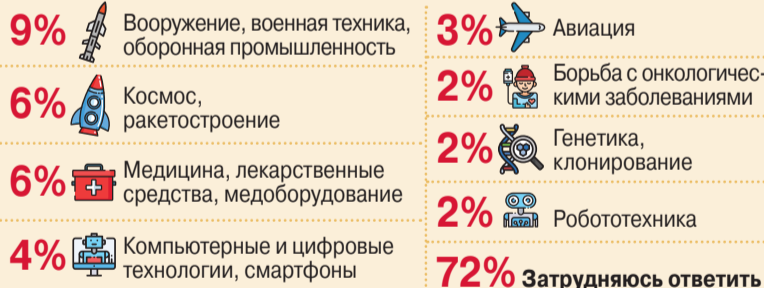 9% Вооружение, военная техника,
оборонная промышленность
6% Космос,
ракетостроение
6% Медицина, лекарственные
средства, медоборудование
4% Компьютерные и цифровые
технологии, смартфоны
3% Авиация
2% Борьба с онкологичес-
кими заболеваниями
2% Генетика,
клонирование
2% Робототехника
72% Затрудняюсь ответить